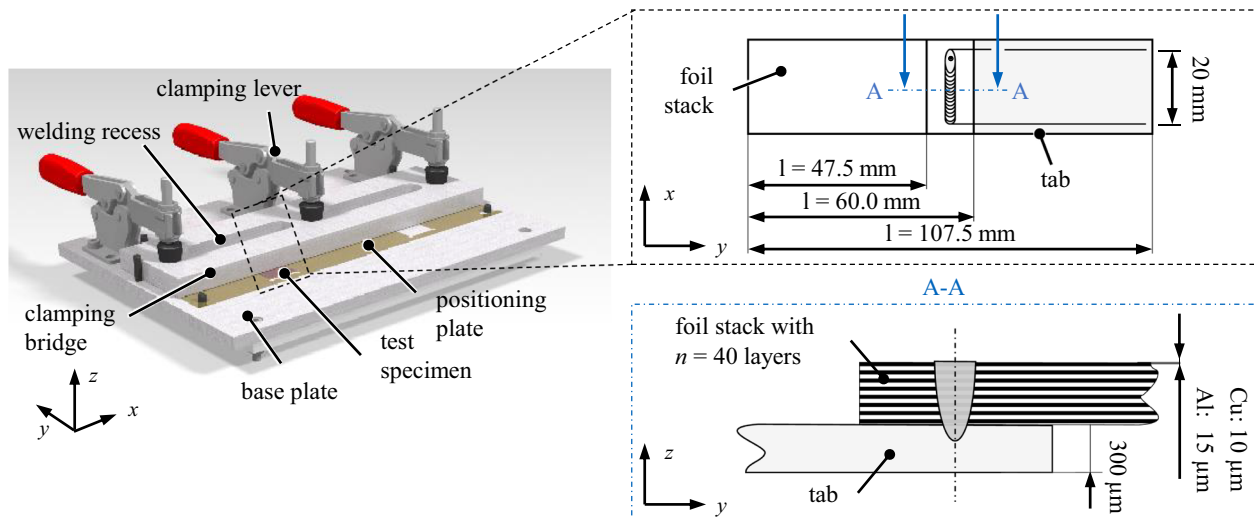 clamping lever
welding recess
clamping
bridge
base plate
test
specimen
positioning
plate
z
y
x
foil
stack
A
A
20 mm
tab
l = 47.5 mm
l = 60.0 mm
l = 107.5 mm
x
y
A-A
foil stack with
n = 40 layers
Cu: 10 μm
Al: 15 μm
300 μm
tab
z
y